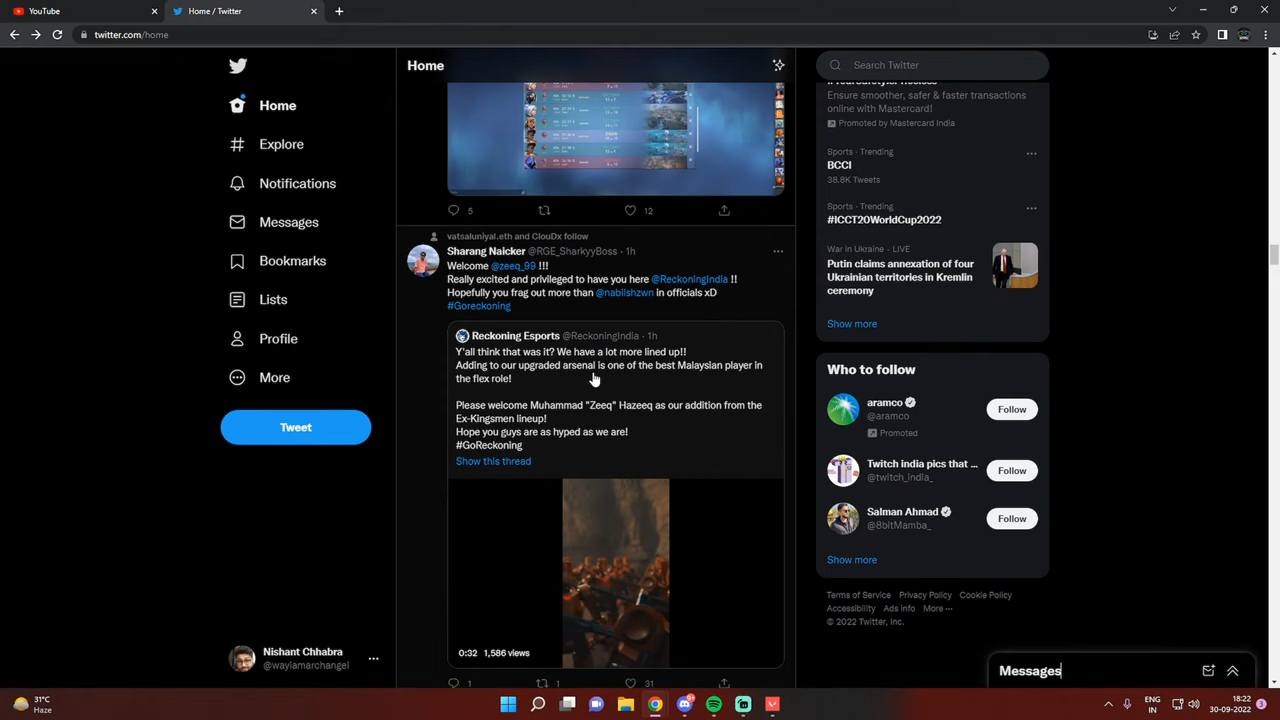 YouTube
Home / Twitter
twitter.com/home
Home
Explore
Notifications
Messages
Bookmarks
Lists
Profile
More
Tweet
Nishant Chhabra
@waylamarchangel
Home
5
12
vatsaluniyal.eth and ClouDx follow
Sharang Naicker @RGE_SharkyyBoss · 1h
Welcome @zeeq_99 !!!
Really excited and privileged to have you here @ReckoningIndia !!
Hopefully you frag out more than @nabilshzwn in officials xD
#Goreckoning
Reckoning Esports @ReckoningIndia · 1h
Y'all think that was it? We have a lot more lined up!!
Adding to our upgraded arsenal is one of the best Malaysian player in
the flex role!
Please welcome Muhammad "Zeeq" Hazeeq as our addition from the
Ex-Kingsmen lineup!
Hope you guys are as hyped as we are!
#GoReckoning
Show this thread
0:32 1,586 views
1
1
31
Search Twitter
Ensure smoother, safer & faster transactions
online with Mastercard!
Promoted by Mastercard India
Sports · Trending
BCCI
38.8K Tweets
Sports · Trending
#ICCT20WorldCup2022
War in Ukraine · LIVE
Putin claims annexation of four
Ukrainian territories in Kremlin
ceremony
Show more
Who to follow
aramco
@aramco
Promoted
Follow
Twitch india pics that ...
@twitch_india_
Follow
Salman Ahmad
@8bitMamba_
Follow
Show more
Terms of Service Privacy Policy Cookie Policy
Accessibility Ads info More ...
© 2022 Twitter, Inc.
Messages
31°C
Haze
9+
ENG
IN
18:22
30-09-2022
3